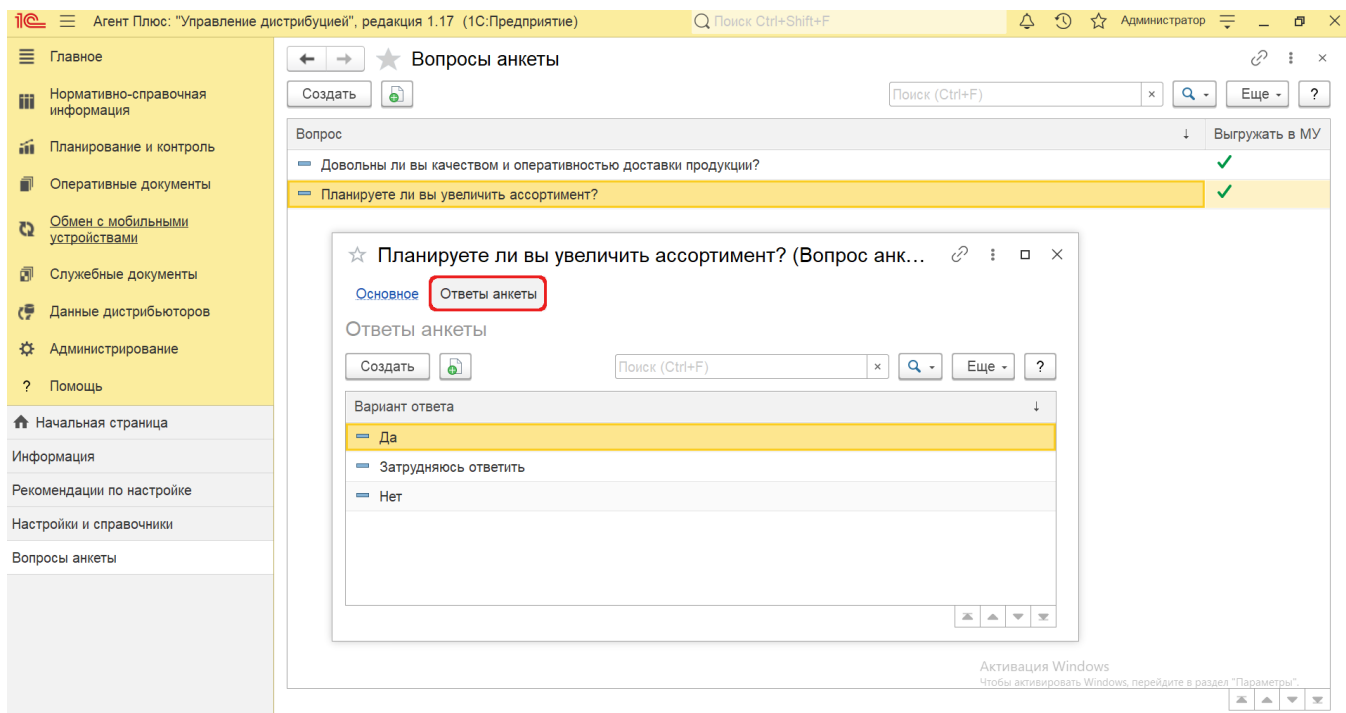 1С Агент Плюс: "Управление дистрибуцией", редакция 1.17 (1С:Предприятие) Поиск Ctrl+Shift+F Администратор
Главное
Нормативно-справочная
информация
Планирование и контроль
Оперативные документы
Обмен с мобильными
устройствами
Служебные документы
Данные дистрибьюторов
Администрирование
? Помощь
Начальная страница
Информация
Рекомендации по настройке
Настройки и справочники
Вопросы анкеты
Вопросы анкеты
Создать Поиск (Ctrl+F) × Еще ?
Вопрос ↓ Выгружать в МУ
Довольны ли вы качеством и оперативностью доставки продукции?
Планируете ли вы увеличить ассортимент?
Планируете ли вы увеличить ассортимент? (Вопрос анк...
Основное Ответы анкеты
Ответы анкеты
Создать Поиск (Ctrl+F) × Еще ?
Вариант ответа ↓
Да
Затрудняюсь ответить
Нет
Активация Windows
Чтобы активировать Windows, перейдите в раздел "Параметры".